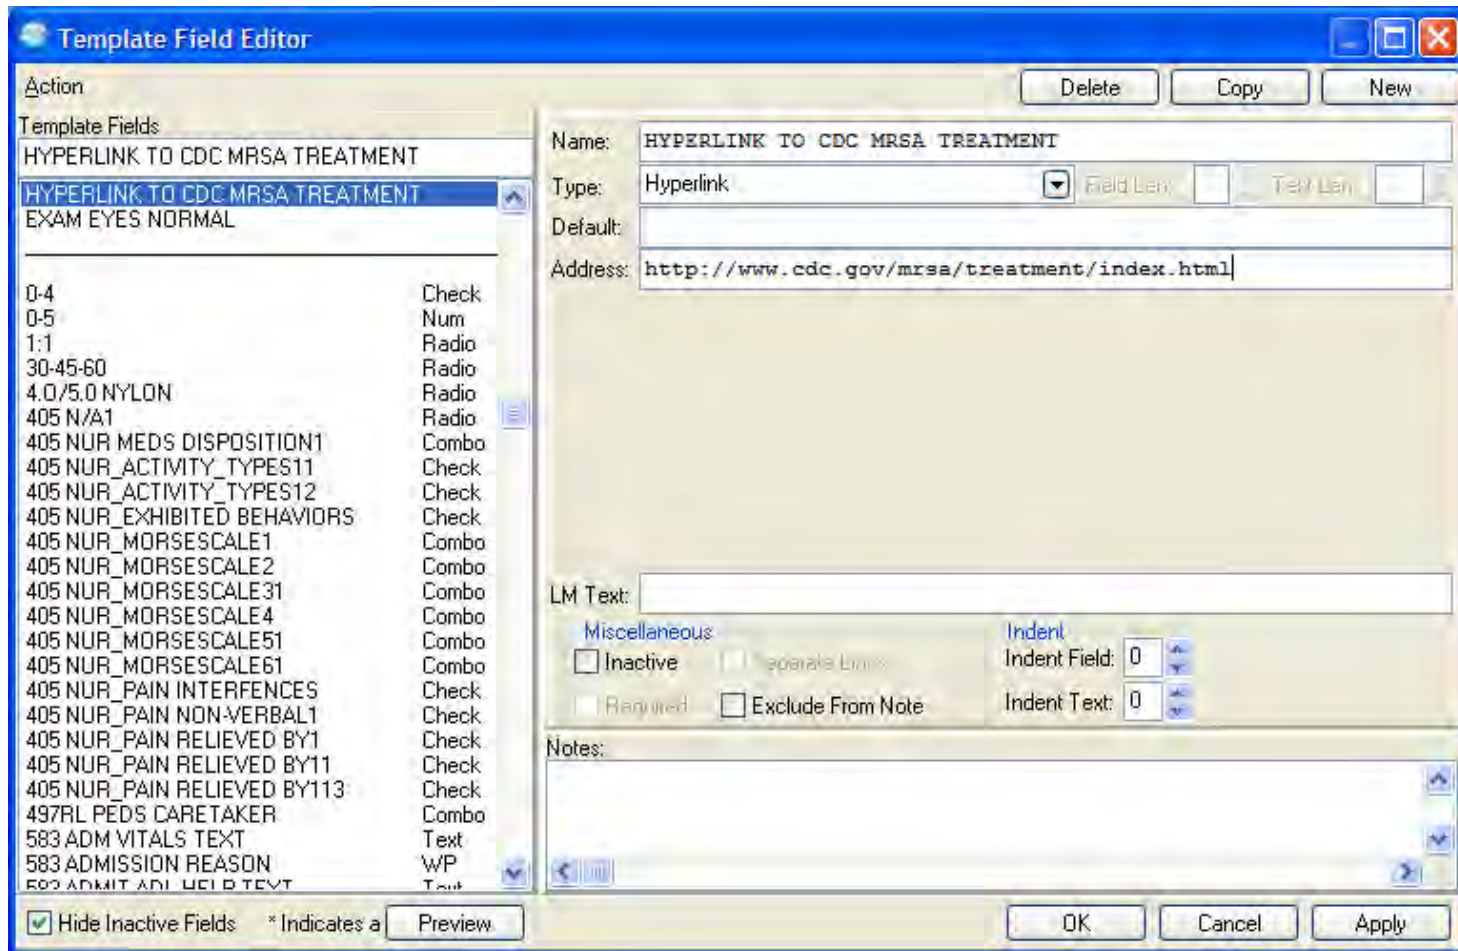 Template Field Editor
Action
Delete
Copy
New
Template Fields
HYPERLINK TO CDC MRSA TREATMENT
HYPERLINK TO CDC MRSA TREATMENT
EXAM EYES NORMAL
0-4 Check
0-5 Num
1:1 Radio
30-45-60 Radio
4.0/5.0 NYLON Radio
405 N/A1 Radio
405 NUR MEDS DISPOSITION1 Combo
405 NUR_ACTIVITY_TYPES11 Check
405 NUR_ACTIVITY_TYPES12 Check
405 NUR_EXHIBITED BEHAVIORS Check
405 NUR_MORSESCALE1 Combo
405 NUR_MORSESCALE2 Combo
405 NUR_MORSESCALE31 Combo
405 NUR_MORSESCALE4 Combo
405 NUR_MORSESCALE51 Combo
405 NUR_MORSESCALE61 Combo
405 NUR_PAIN INTERFENCES Check
405 NUR_PAIN NON-VERBAL1 Check
405 NUR_PAIN RELIEVED BY1 Check
405 NUR_PAIN RELIEVED BY11 Check
405 NUR_PAIN RELIEVED BY113 Check
497RL PEDS CARETAKER Combo
583 ADM VITALS TEXT Text
583 ADMISSION REASON WP
583 ADMIT ADL HELP TEXT Text
Name: HYPERLINK TO CDC MRSA TREATMENT
Type: Hyperlink Field Len: Text Len:
Default:
Address: http://www.cdc.gov/mrsa/treatment/index.html
LM Text:
Miscellaneous
Indent
Inactive Separate Lines
Indent Field: 0
Required Exclude From Note
Indent Text: 0
Notes:
Hide Inactive Fields * Indicates a
Preview
OK
Cancel
Apply